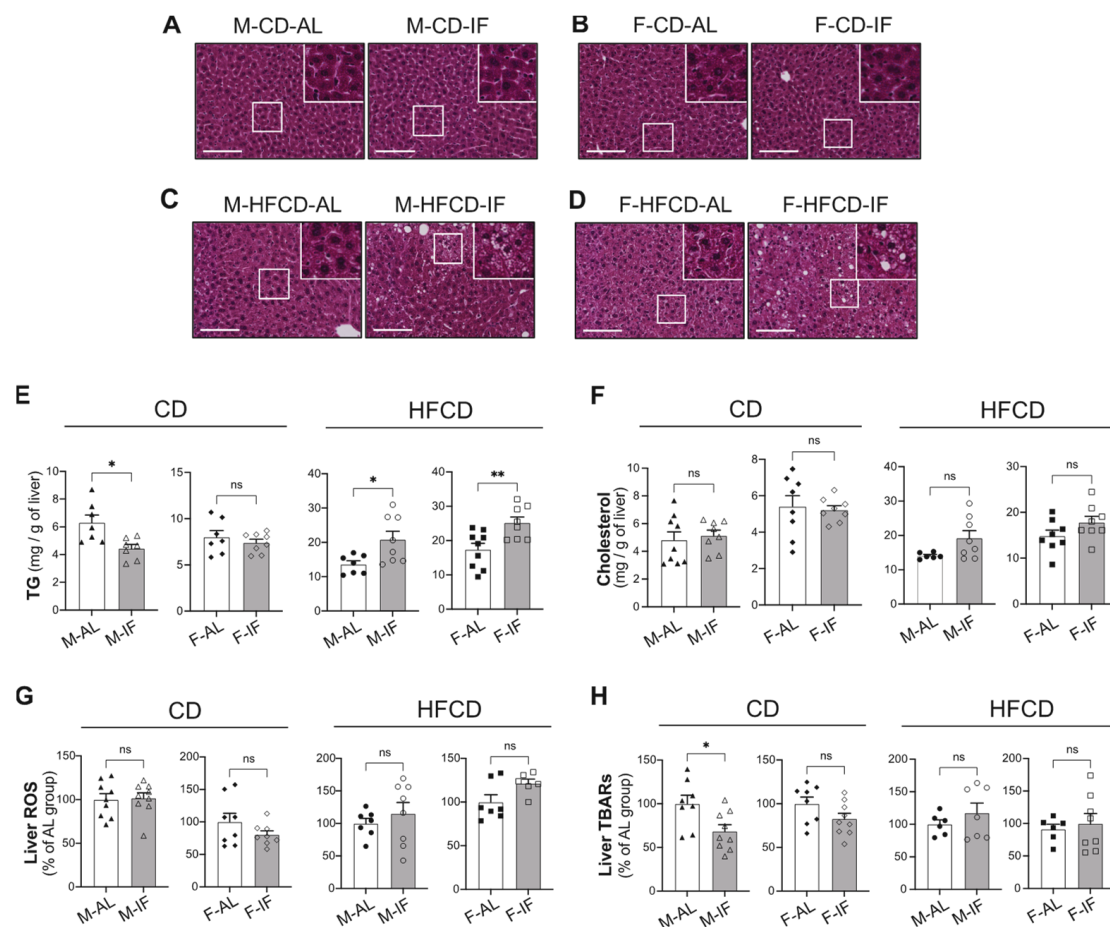 A
M-CD-AL
M-CD-IF
B
F-CD-AL
F-CD-IF
C
M-HFCD-AL
M-HFCD-IF
D
F-HFCD-AL
F-HFCD-IF
E
CD
HFCD
TG (mg / g of liver)
10
8
6
4
2
0
*
M-AL
M-IF
15
10
5
0
ns
F-AL
F-IF
40
30
20
10
0
*
M-AL
M-IF
40
30
20
10
0
**
F-AL
F-IF
F
CD
HFCD
Cholesterol
(mg / g of liver)
10
8
6
4
2
0
ns
M-AL
M-IF
8
6
4
2
0
ns
F-AL
F-IF
40
30
20
10
0
ns
M-AL
M-IF
30
20
10
0
ns
F-AL
F-IF
G
CD
HFCD
Liver ROS
(% of AL group)
150
100
50
0
ns
M-AL
M-IF
200
150
100
50
0
ns
F-AL
F-IF
200
150
100
50
0
ns
M-AL
M-IF
150
100
50
0
ns
F-AL
F-IF
H
CD
HFCD
Liver TBARs
(% of AL group)
150
100
50
0
*
M-AL
M-IF
150
100
50
0
ns
F-AL
F-IF
200
150
100
50
0
ns
M-AL
M-IF
200
150
100
50
0
ns
F-AL
F-IF